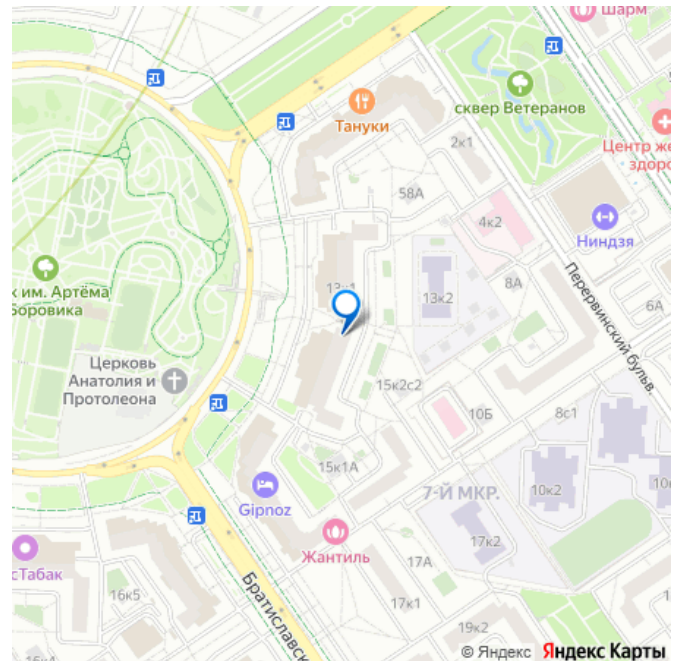 Шарм
сквер Ветеранов
Тануки
2к1
Центр же
здоро
58А
4к2
Ниндзя
к им. Артёма
Боровика
13к1
13к2
8А
Перервинский бульв.
6А
Церковь
Анатолия и
Протолеона
15к2с2
10Б
8с1
15к1А
7-Й МКР.
10к2
Gipnoz
Жантиль
17к2
сТабак
17А
16к5
17к1
Братиславск
19к2
© Яндекс Яндекс Карты